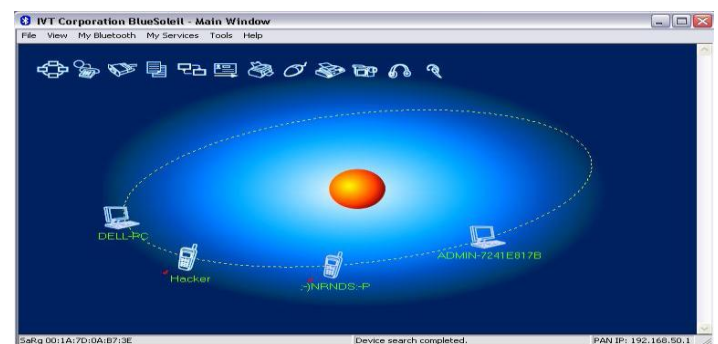 IVT Corporation BlueSoleil - Main Window
File View My Bluetooth My Services Tools Help
DELL-PC
Hacker
;-)NRNDS:-P
ADMIN-7241E817B
SaRg 00:1A:7D:0A:B7:3E Device search completed. PAN IP: 192.168.50.1